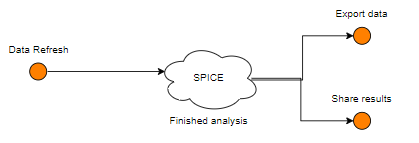 Export data
Data Refresh
SPICE
Share results
Finished analysis